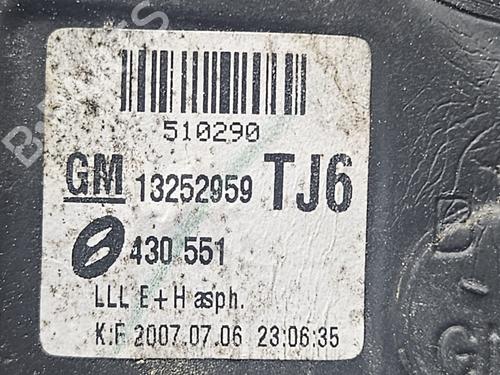 510290
GM 13252959 TJ6
430 551
LLL E+H asph.
K:F 2007.07.06 23:06:35